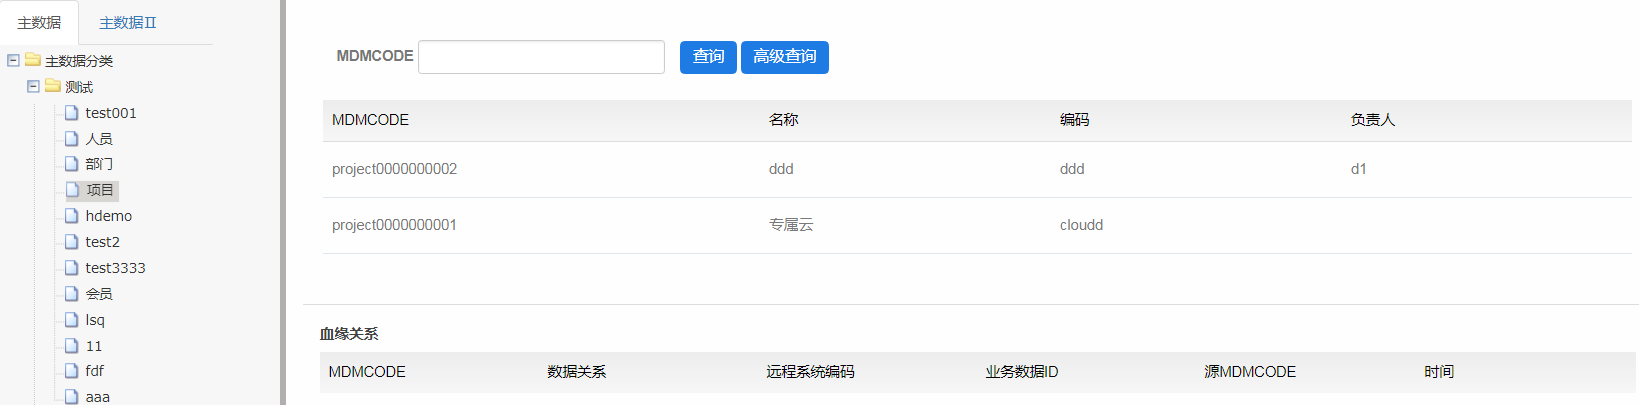 主数据 主数据II
主数据分类
测试
test001
人员
部门
项目
hdemo
test2
test3333
会员
lsq
11
fdf
aaa
MDMCODE 查询 高级查询
MDMCODE 名称 编码 负责人
project0000000002 ddd ddd d1
project0000000001 专属云 cloudd
血缘关系
MDMCODE 数据关系 远程系统编码 业务数据ID 源MDMCODE 时间